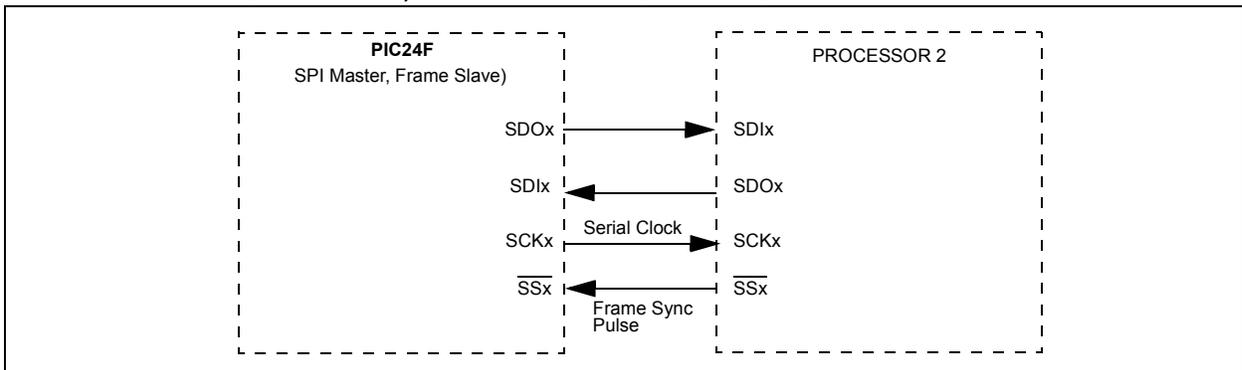 PIC24F
SPI Master, Frame Slave)
PROCESSOR 2
SDOx
SDIx
SDIx
SDOx
SCKx
Serial Clock
SCKx
SSx
Frame Sync
Pulse
SSx